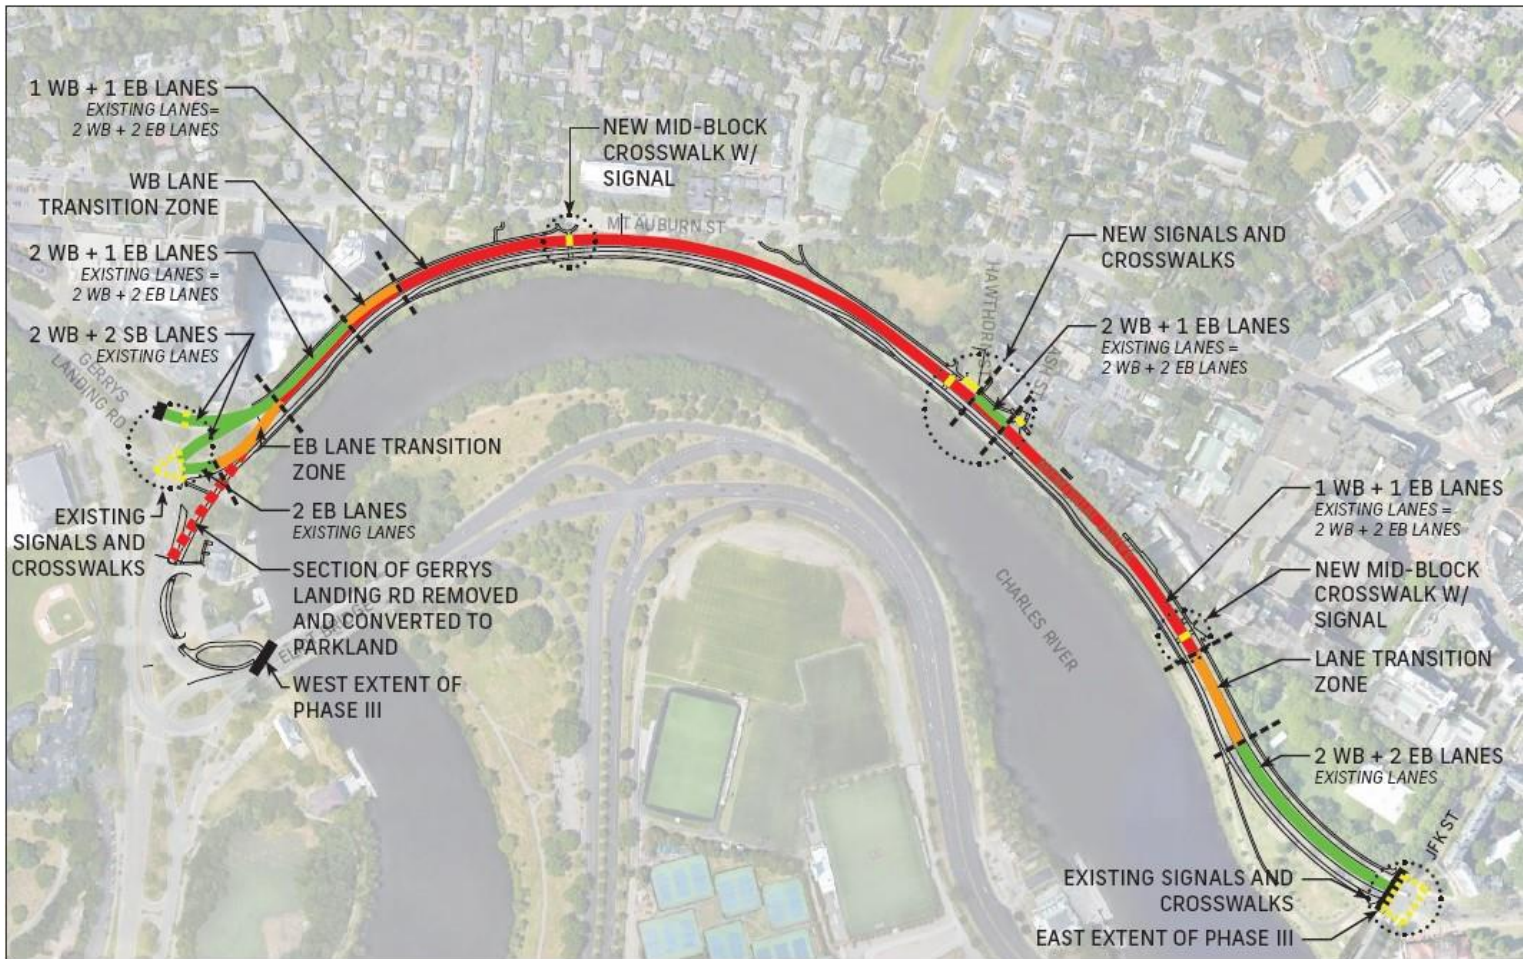 1 WB + 1 EB LANES
EXISTING LANES=
2 WB + 2 EB LANES
WB LANE
TRANSITION ZONE
2 WB + 1 EB LANES
EXISTING LANES =
2 WB + 2 EB LANES
2 WB + 2 SB LANES
EXISTING LANES
GERRYS
LANDING RD
NEW MID-BLOCK
CROSSWALK W/
SIGNAL
MT AUBURN ST
NEW SIGNALS AND
CROSSWALKS
HAWTHORN ST
ASH ST
2 WB + 1 EB LANES
EXISTING LANES =
2 WB + 2 EB LANES
EB LANE TRANSITION
ZONE
2 EB LANES
EXISTING LANES
EXISTING
SIGNALS AND
CROSSWALKS
SECTION OF GERRYS
LANDING RD REMOVED
AND CONVERTED TO
PARKLAND
WEST EXTENT OF
PHASE III
CHARLES RIVER
1 WB + 1 EB LANES
EXISTING LANES =
2 WB + 2 EB LANES
NEW MID-BLOCK
CROSSWALK W/
SIGNAL
LANE TRANSITION
ZONE
2 WB + 2 EB LANES
EXISTING LANES
JFK ST
EXISTING SIGNALS AND
CROSSWALKS
EAST EXTENT OF PHASE III